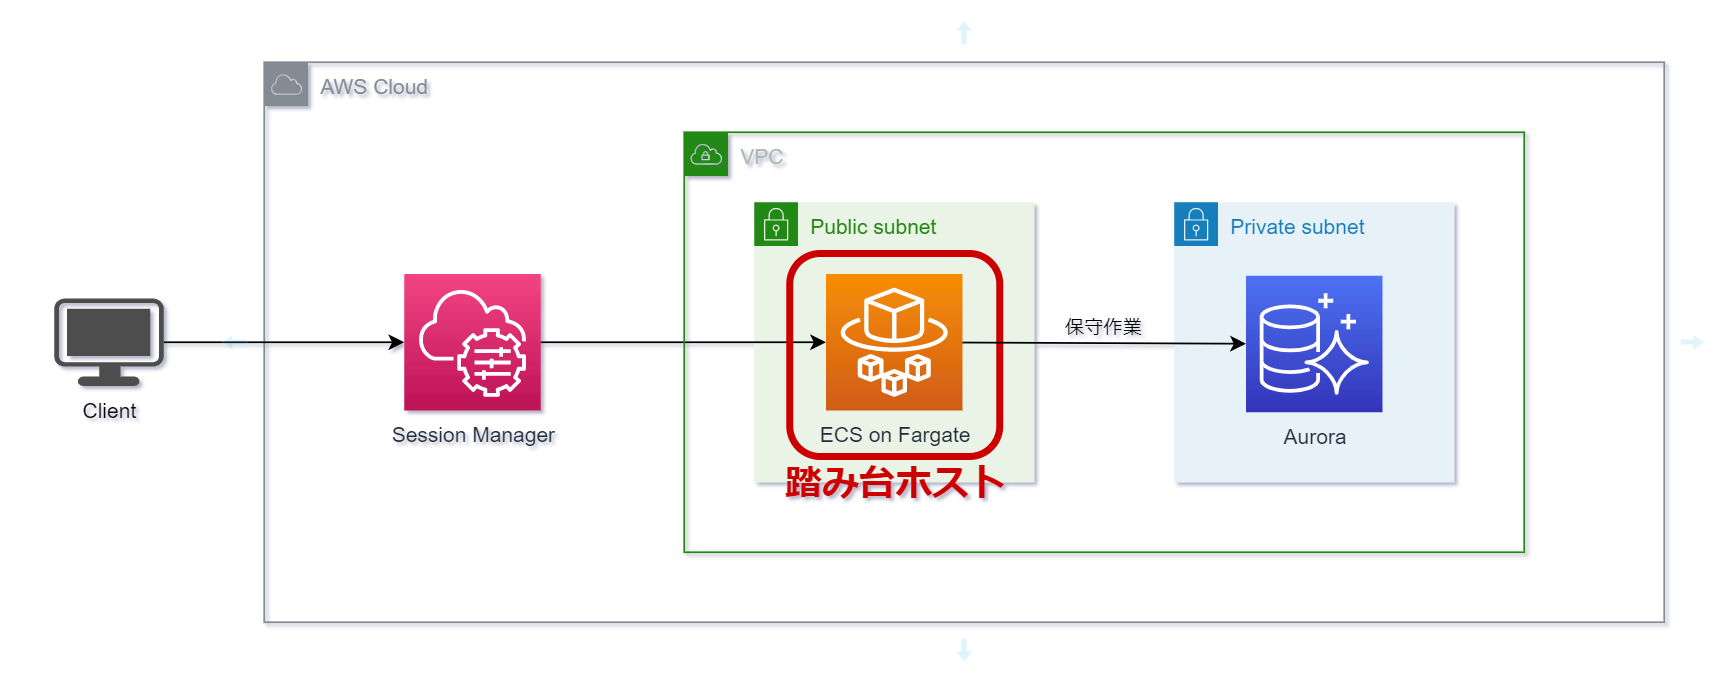 AWS Cloud
VPC
Public subnet
Private subnet
保守作業
Client
Session Manager
ECS on Fargate
Aurora
踏み台ホスト